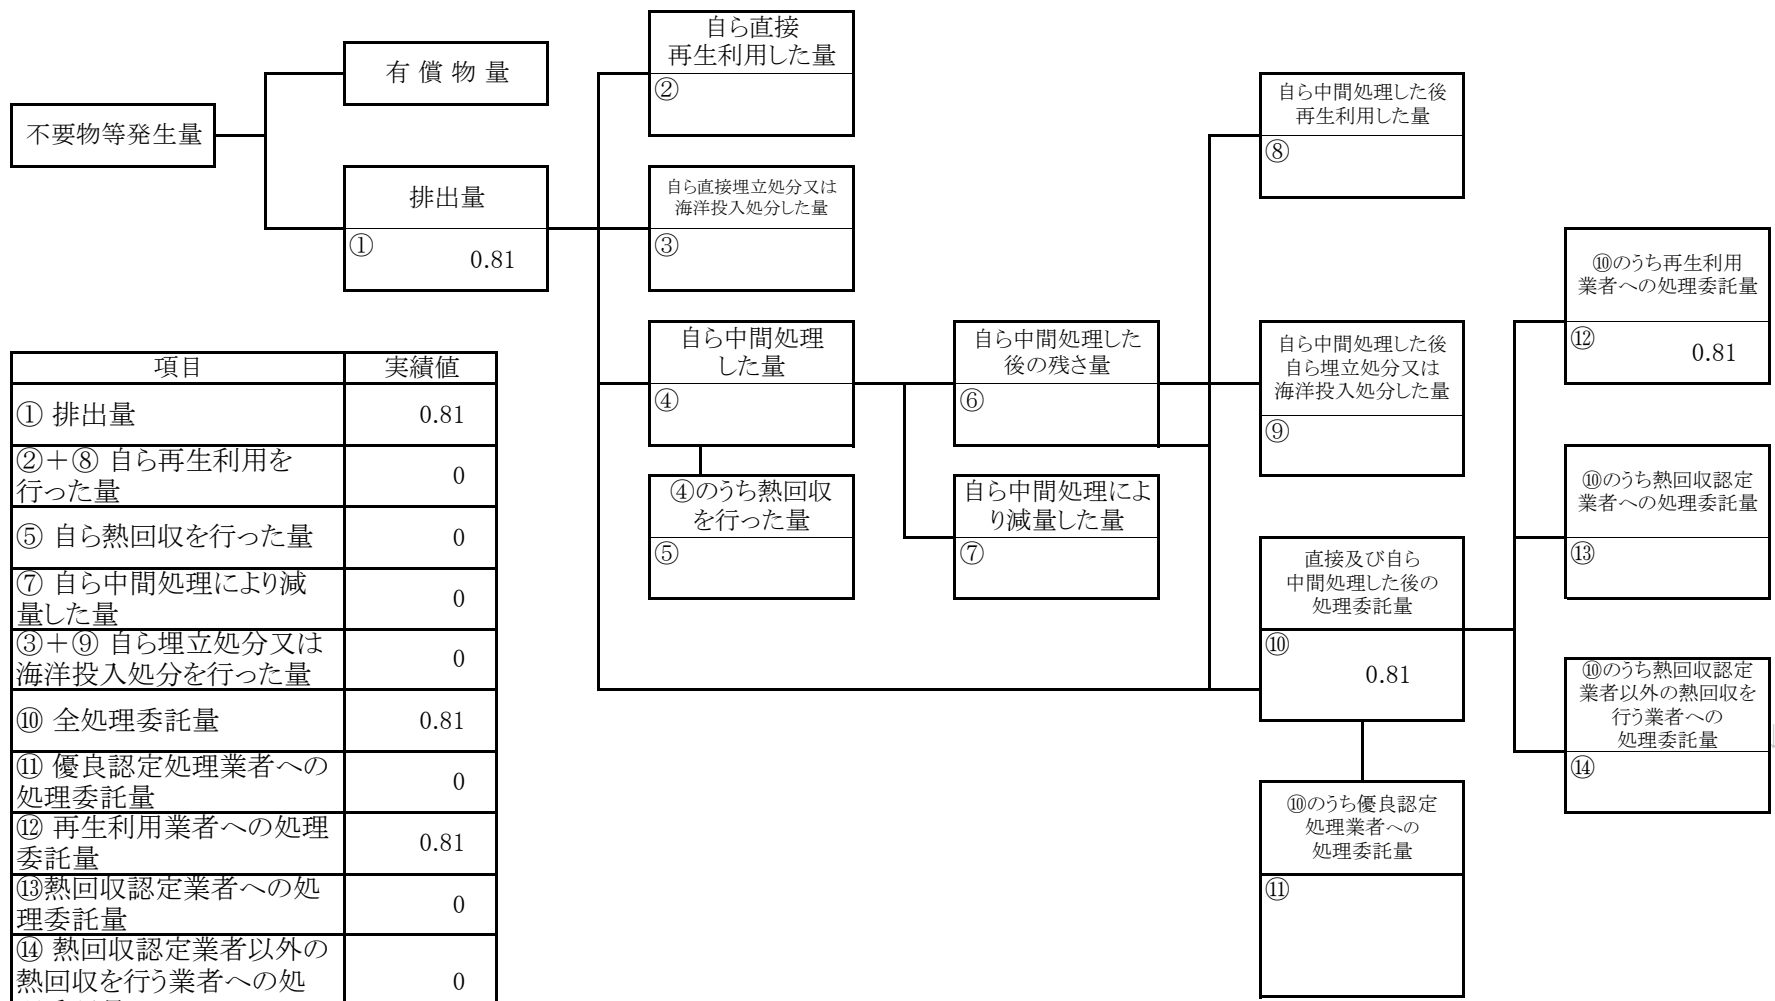 不要物等発生量
有 償 物 量
排出量
①
0.81
自ら直接
再生利用した量
②
自ら直接埋立処分又は
海洋投入処分した量
③
自ら中間処理
した量
④
④のうち熱回収
を行った量
⑤
自ら中間処理した
後の残さ量
⑥
自ら中間処理によ
り減量した量
⑦
自ら中間処理した後
再生利用した量
⑧
自ら中間処理した後
自ら埋立処分又は
海洋投入処分した量
⑨
直接及び自ら
中間処理した後の
処理委託量
⑩
0.81
⑩のうち優良認定
処理業者への
処理委託量
⑪
⑩のうち再生利用
業者への処理委託量
⑫
0.81
⑩のうち熱回収認定
業者への処理委託量
⑬
⑩のうち熱回収認定
業者以外の熱回収を
行う業者への
処理委託量
⑭
項目 実績値
① 排出量 0.81
②＋⑧ 自ら再生利用を
行った量 0
⑤ 自ら熱回収を行った量 0
⑦ 自ら中間処理により減
量した量 0
③＋⑨ 自ら埋立処分又は
海洋投入処分を行った量 0
⑩ 全処理委託量 0.81
⑪ 優良認定処理業者への
処理委託量 0
⑫ 再生利用業者への処理
委託量 0.81
⑬熱回収認定業者への処
理委託量 0
⑭ 熱回収認定業者以外の
熱回収を行う業者への処 0